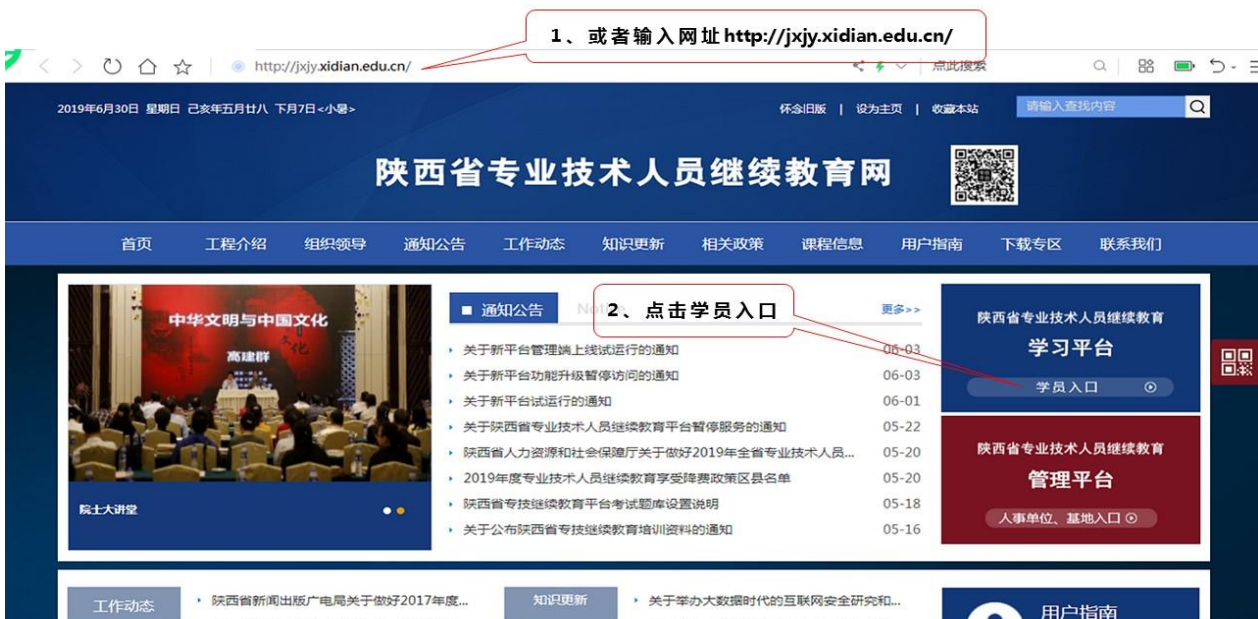 1、或者输入网址http://jxjy.xidian.edu.cn/
http://jxjy.xidian.edu.cn/
点此搜索
2019年6月30日 星期日 己亥年五月廿八 下月7日<小暑>
怀念旧版 | 设为主页 | 收藏本站
请输入查找内容
陕西省专业技术人员继续教育网
首页 工程介绍 组织领导 通知公告 工作动态 知识更新 相关政策 课程信息 用户指南 下载专区 联系我们
中华文明与中国文化
高建群
院士大讲堂
通知公告
更多>>
2、点击学员入口
关于新平台管理端上线试运行的通知 06-03
关于新平台功能升级暂停访问的通知 06-03
关于新平台试运行的通知 06-01
关于陕西省专业技术人员继续教育平台暂停服务的通知 05-22
陕西省人力资源和社会保障厅关于做好2019年全省专业技术人员... 05-20
2019年度专业技术人员继续教育享受降费政策区县名单 05-20
陕西省专技继续教育平台考试题库设置说明 05-18
关于公布陕西省专技继续教育培训资料的通知 05-16
陕西省专业技术人员继续教育
学习平台
学员入口
陕西省专业技术人员继续教育
管理平台
人事单位、基地入口
工作动态
陕西省新闻出版广电局关于做好2017年度...
知识更新
关于举办大数据时代的互联网安全研究和...
用户指南